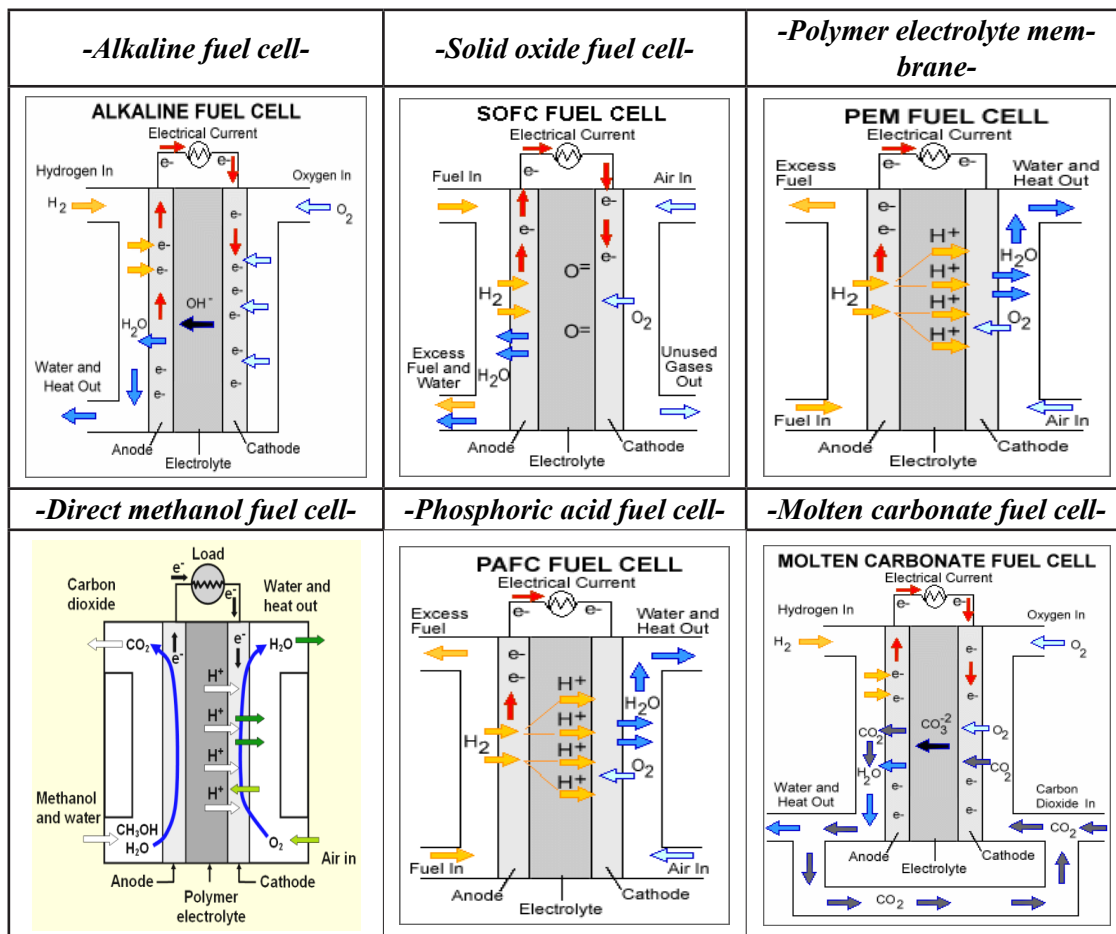 -Alkaline fuel cell-
-Solid oxide fuel cell-
-Polymer electrolyte mem-
brane-
ALKALINE FUEL CELL
Electrical Current
e-
e-
Hydrogen In
Oxygen In
H2
O2
e-
e-
e-
e-
e-
OH-
H2O
e-
e-
e-
e-
e-
Water and
Heat Out
Anode
Cathode
Electrolyte
SOFC FUEL CELL
Electrical Current
e-
Fuel In
Air In
e-
e-
e-
e-
O=
H2
O2
O=
H2O
Excess
Fuel and
Water
Unused
Gases
Out
Anode
Cathode
Electrolyte
PEM FUEL CELL
Electrical Current
e-
e-
Excess
Fuel
Water and
Heat Out
e-
e-
H+
H2O
H+
H2
H+
O2
H+
Fuel In
Air In
Anode
Cathode
Electrolyte
-Direct methanol fuel cell-
-Phosphoric acid fuel cell-
-Molten carbonate fuel cell-
Load
e-
e-
Carbon
dioxide
Water and
heat out
CO2
e-
e-
H2O
H+
H+
H+
H+
Methanol
and water
CH3OH
H2O
O2
Air in
Anode
Cathode
Polymer
electrolyte
PAFC FUEL CELL
Electrical Current
e-
e-
Excess
Fuel
Water and
Heat Out
e-
e-
H+
H2O
H+
H2
H+
O2
H+
Fuel In
Air In
Anode
Cathode
Electrolyte
MOLTEN CARBONATE FUEL CELL
Electrical Current
e-
e-
Hydrogen In
Oxygen In
H2
O2
e-
e-
e-
e-
CO2
CO3-2
O2
e-
e-
H2O
CO2
e-
e-
Water and
Heat Out
Carbon
Dioxide In
CO2
Anode
Cathode
Electrolyte
CO2